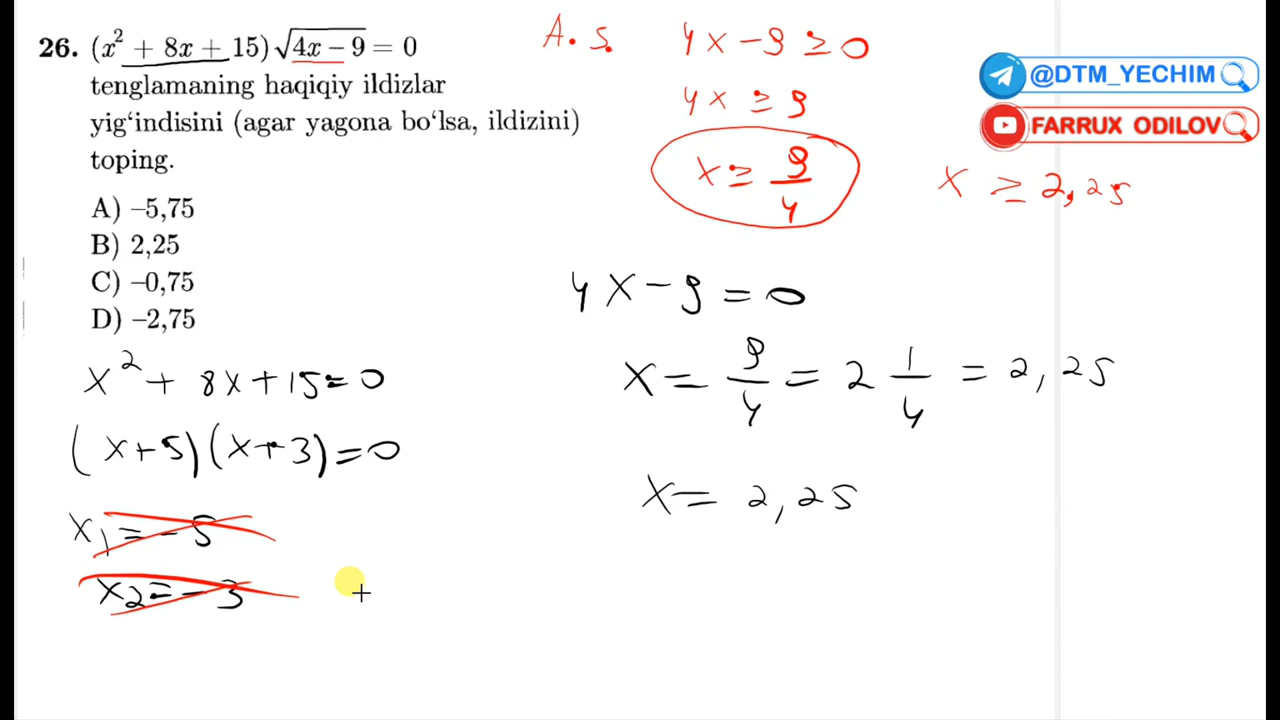 26. (x² + 8x + 15)√(4x − 9) = 0
tenglamaning haqiqiy ildizlar
yig‘indisini (agar yagona bo‘lsa, ildizini)
toping.
A) –5,75
B) 2,25
C) –0,75
D) –2,75
x² + 8x + 15 = 0
(x+5)(x+3) = 0
x₁ = -5
x₂ = -3
A. S. 4x - 9 ≥ 0
4x ≥ 9
x ≥ 9/4
x ≥ 2,25
4x - 9 = 0
x = 9/4 = 2 1/4 = 2,25
x = 2,25
@DTM_YECHIM
FARRUX ODILOV